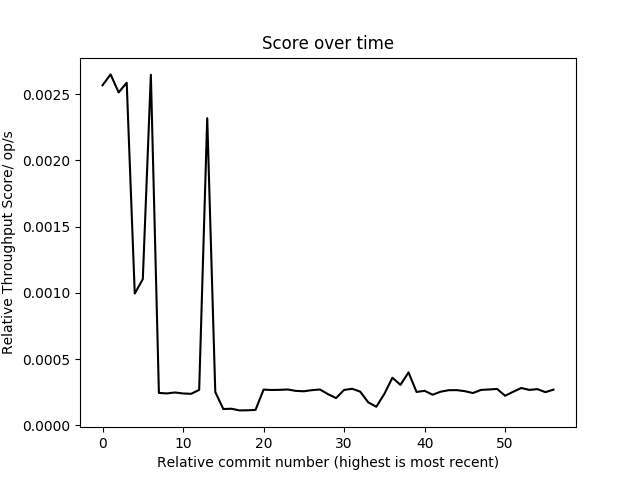 Score over time
Relative Throughput Score/ op/s
0.0025
0.0020
0.0015
0.0010
0.0005
0.0000
0 10 20 30 40 50
Relative commit number (highest is most recent)